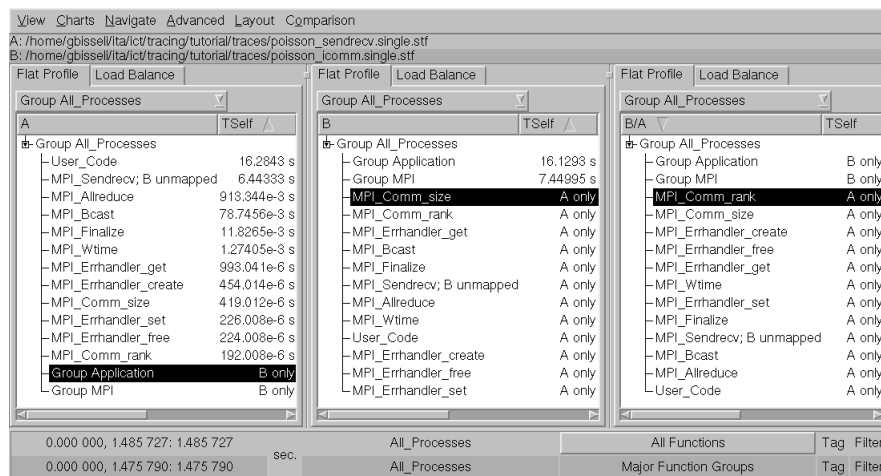 View Charts Navigate Advanced Layout Comparison
A: /home/gbisseli/ita/ict/tracing/tutorial/traces/poisson_sendrecv.single.stf
B: /home/gbisseli/ita/ict/tracing/tutorial/traces/poisson_icomm.single.stf
Flat Profile Load Balance
Group All_Processes
A TSelf
Group All_Processes
User_Code 16.2843 s
MPI_Sendrecv; B unmapped 6.44333 s
MPI_Allreduce 913.344e-3 s
MPI_Bcast 78.7456e-3 s
MPI_Finalize 11.8265e-3 s
MPI_Wtime 1.27405e-3 s
MPI_Errhandler_get 993.041e-6 s
MPI_Errhandler_create 454.014e-6 s
MPI_Comm_size 419.012e-6 s
MPI_Errhandler_set 226.008e-6 s
MPI_Errhandler_free 224.008e-6 s
MPI_Comm_rank 192.008e-6 s
Group Application B only
Group MPI B only
Flat Profile Load Balance
Group All_Processes
B TSelf
Group All_Processes
Group Application 16.1293 s
Group MPI 7.44995 s
MPI_Comm_size A only
MPI_Comm_rank A only
MPI_Errhandler_get A only
MPI_Bcast A only
MPI_Finalize A only
MPI_Sendrecv; B unmapped A only
MPI_Allreduce A only
MPI_Wtime A only
User_Code A only
MPI_Errhandler_create A only
MPI_Errhandler_free A only
MPI_Errhandler_set A only
Flat Profile Load Balance
Group All_Processes
B/A TSelf
Group All_Processes
Group Application B only
Group MPI B only
MPI_Comm_rank A only
MPI_Comm_size A only
MPI_Errhandler_create A only
MPI_Errhandler_free A only
MPI_Errhandler_get A only
MPI_Wtime A only
MPI_Errhandler_set A only
MPI_Finalize A only
MPI_Sendrecv; B unmapped A only
MPI_Bcast A only
MPI_Allreduce A only
User_Code A only
0.000 000, 1.485 727: 1.485 727 sec. All_Processes All Functions Tag Filter
0.000 000, 1.475 790: 1.475 790 All_Processes Major Function Groups Tag Filter